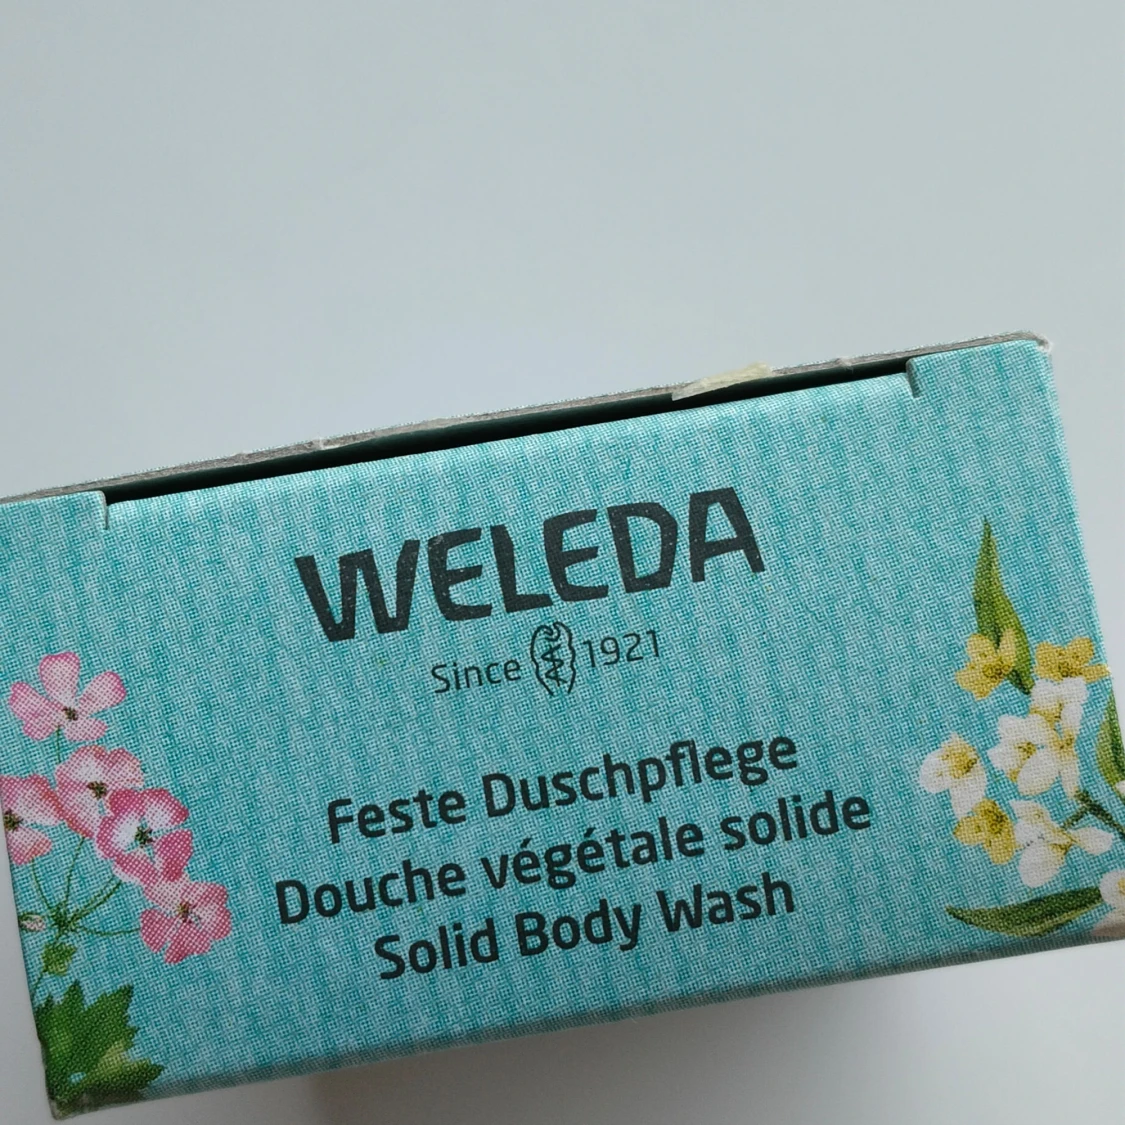 WELEDA
Since 1921
Feste Duschpflege
Douche végétale solide
Solid Body Wash